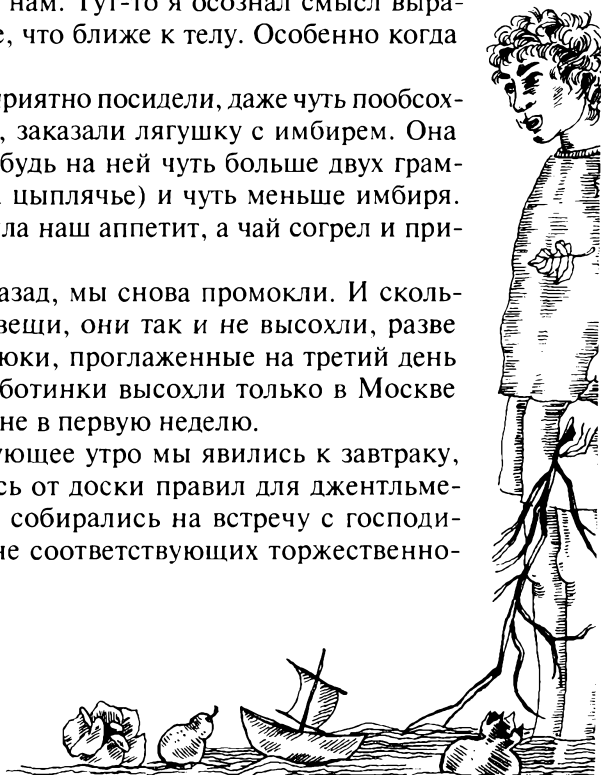 нам. Тут-то я осознал смысл выра-
е, что ближе к телу. Особенно когда
риятно посидели, даже чуть пообсох-
, заказали лягушку с имбирем. Она
будь на ней чуть больше двух грам-
цыплячье) и чуть меньше имбиря.
ла наш аппетит, а чай согрел и при-
азад, мы снова промокли. И сколь-
вещи, они так и не высохли, разве
юки, проглаженные на третий день
ботинки высохли только в Москве
не в первую неделю.
ующее утро мы явились к завтраку,
сь от доски правил для джентльме-
собирались на встречу с господи-
не соответствующих торжественно-